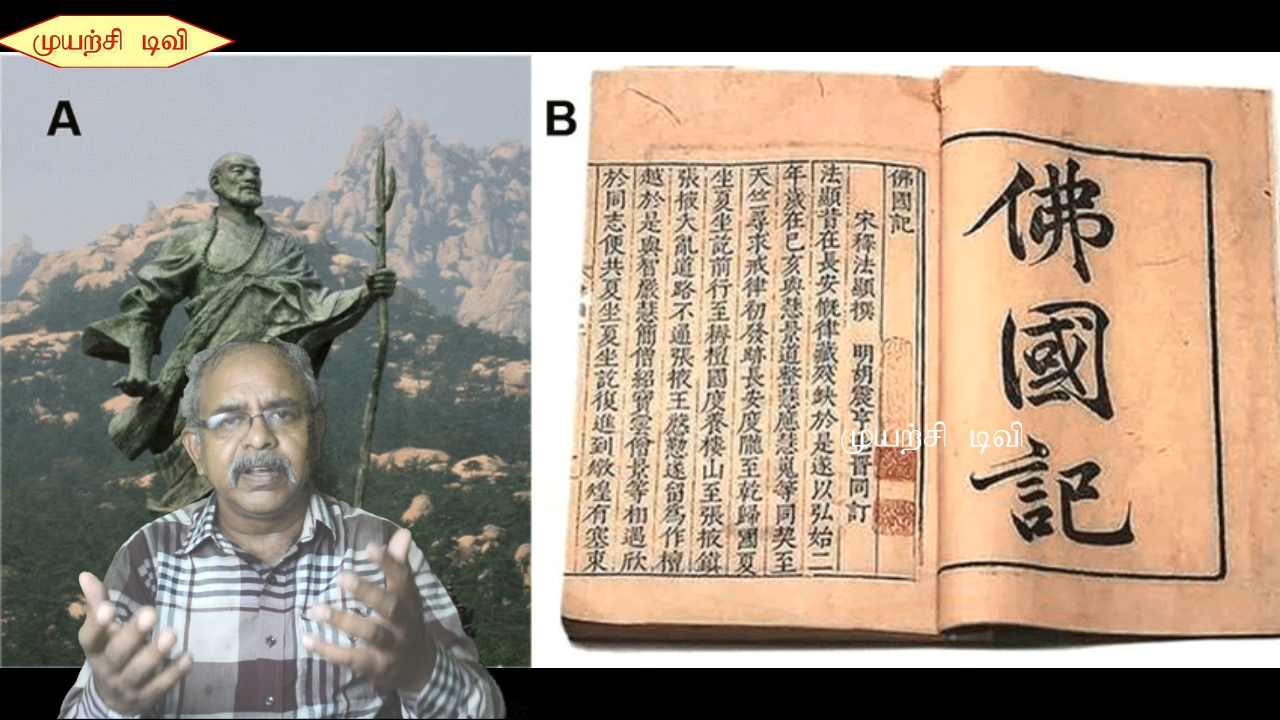 முயற்சி டிவி
A
B
佛國記
佛國記
宋釋法顯撰 明胡震亨 晉同訂
法顯昔在長安慨律藏殘缺於是遂以弘始二
年歲在己亥與慧景道整慧應慧嵬等同契至
天竺尋求戒律初發跡長安度隴至乾歸國夏
坐夏坐訖前行至耨檀國度養樓山至張掖鎮
張掖大亂道路不通張掖王慇懃遂留為作檀
越於是與智嚴慧簡僧紹寶雲僧景等相遇欣
於同志便共夏坐夏坐訖復進到燉煌有塞東
முயற்சி டிவி